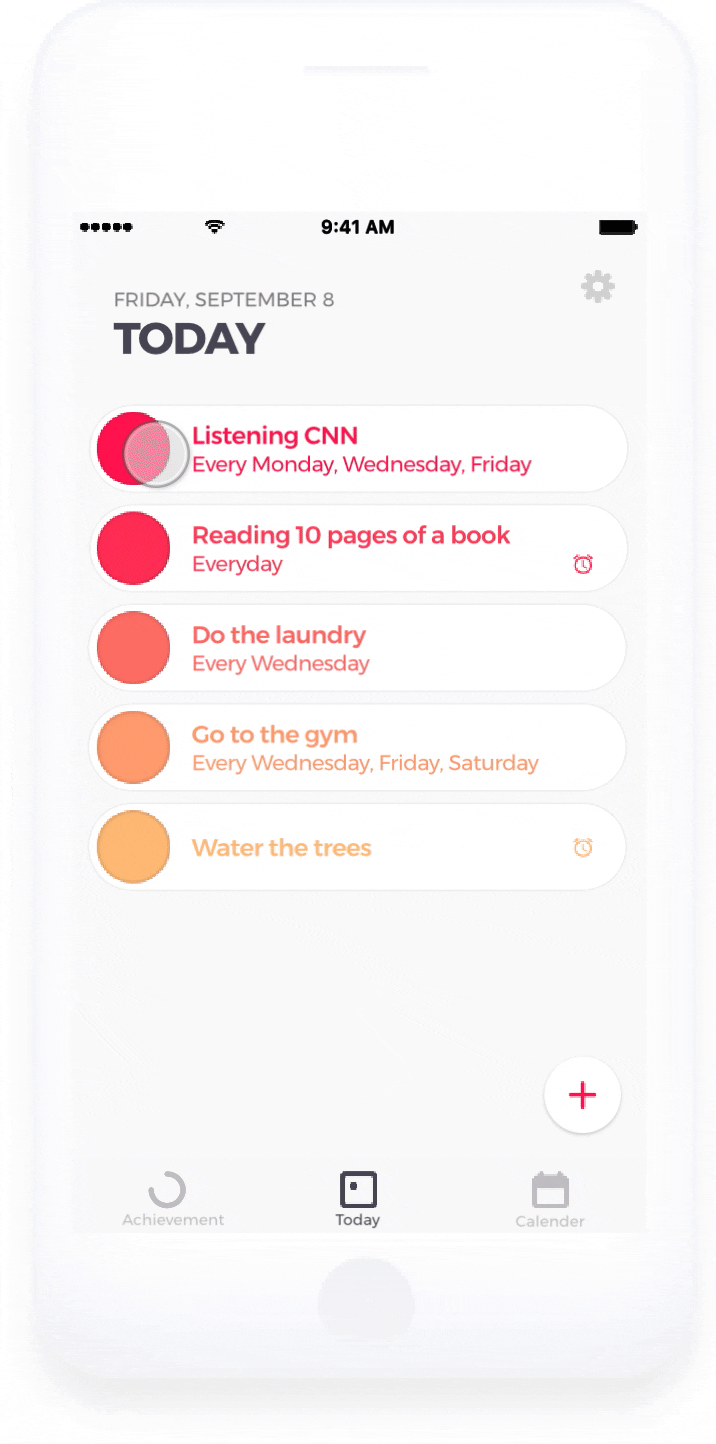 9:41 AM
FRIDAY, SEPTEMBER 8
TODAY
Listening CNN
Every Monday, Wednesday, Friday
Reading 10 pages of a book
Everyday
Do the laundry
Every Wednesday
Go to the gym
Every Wednesday, Friday, Saturday
Water the trees
Achievement
Today
Calender